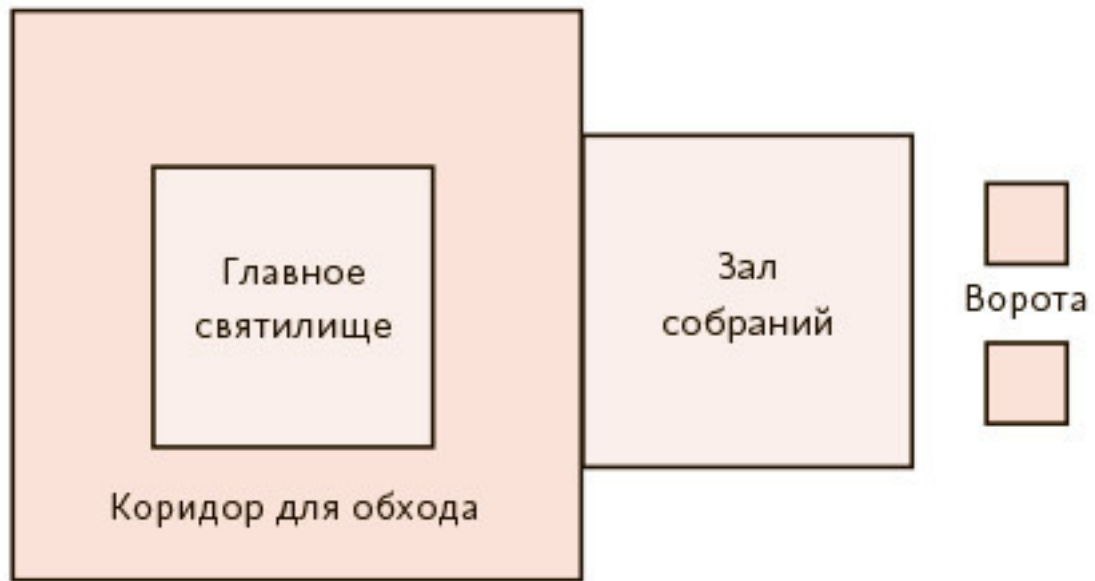 Главное
святилище
Коридор для обхода
Зал
собраний
Ворота